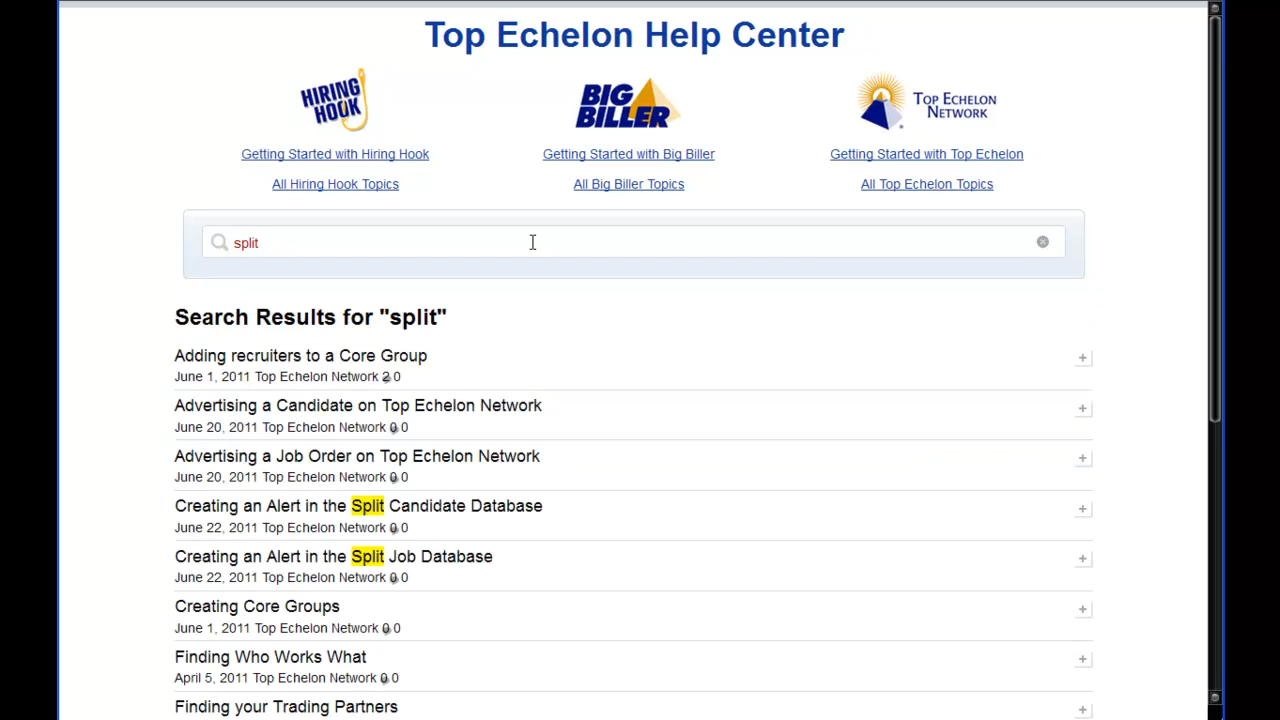 Top Echelon Help Center
HIRING HOOK
BIG BILLER
TOP ECHELON NETWORK
Getting Started with Hiring Hook
Getting Started with Big Biller
Getting Started with Top Echelon
All Hiring Hook Topics
All Big Biller Topics
All Top Echelon Topics
split
Search Results for "split"
Adding recruiters to a Core Group
June 1, 2011 Top Echelon Network 2 0
Advertising a Candidate on Top Echelon Network
June 20, 2011 Top Echelon Network 0 0
Advertising a Job Order on Top Echelon Network
June 20, 2011 Top Echelon Network 0 0
Creating an Alert in the Split Candidate Database
June 22, 2011 Top Echelon Network 0 0
Creating an Alert in the Split Job Database
June 22, 2011 Top Echelon Network 0 0
Creating Core Groups
June 1, 2011 Top Echelon Network 0 0
Finding Who Works What
April 5, 2011 Top Echelon Network 0 0
Finding your Trading Partners